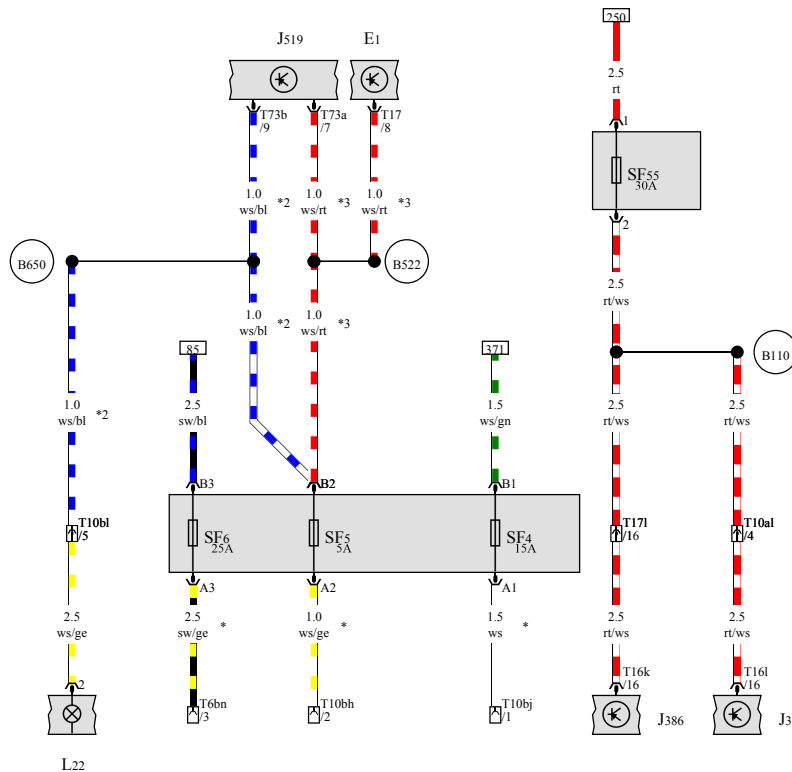 250
J519
E1
2.5
rt
T73b
/9
T73a
/7
T17
/8
1
SF55
30A
1.0
ws/bl
*2
1.0
ws/rt
*3
1.0
ws/rt
*3
2
B650
B522
2.5
rt/ws
1.0
ws/bl
*2
1.0
ws/rt
*3
85
371
B110
1.0
ws/bl
*2
2.5
sw/bl
1.5
ws/gn
2.5
rt/ws
2.5
rt/ws
B3
B2
B1
T10bl
/5
SF6
25A
SF5
5A
SF4
15A
T17l
/16
T10al
/4
A3
A2
A1
2.5
ws/ge
2.5
sw/ge
*
1.0
ws/ge
*
1.5
ws
*
2.5
rt/ws
2.5
rt/ws
2
T6bn
/3
T10bh
/2
T10bj
/1
T16k
/16
T16l
/16
J386
J3
L22